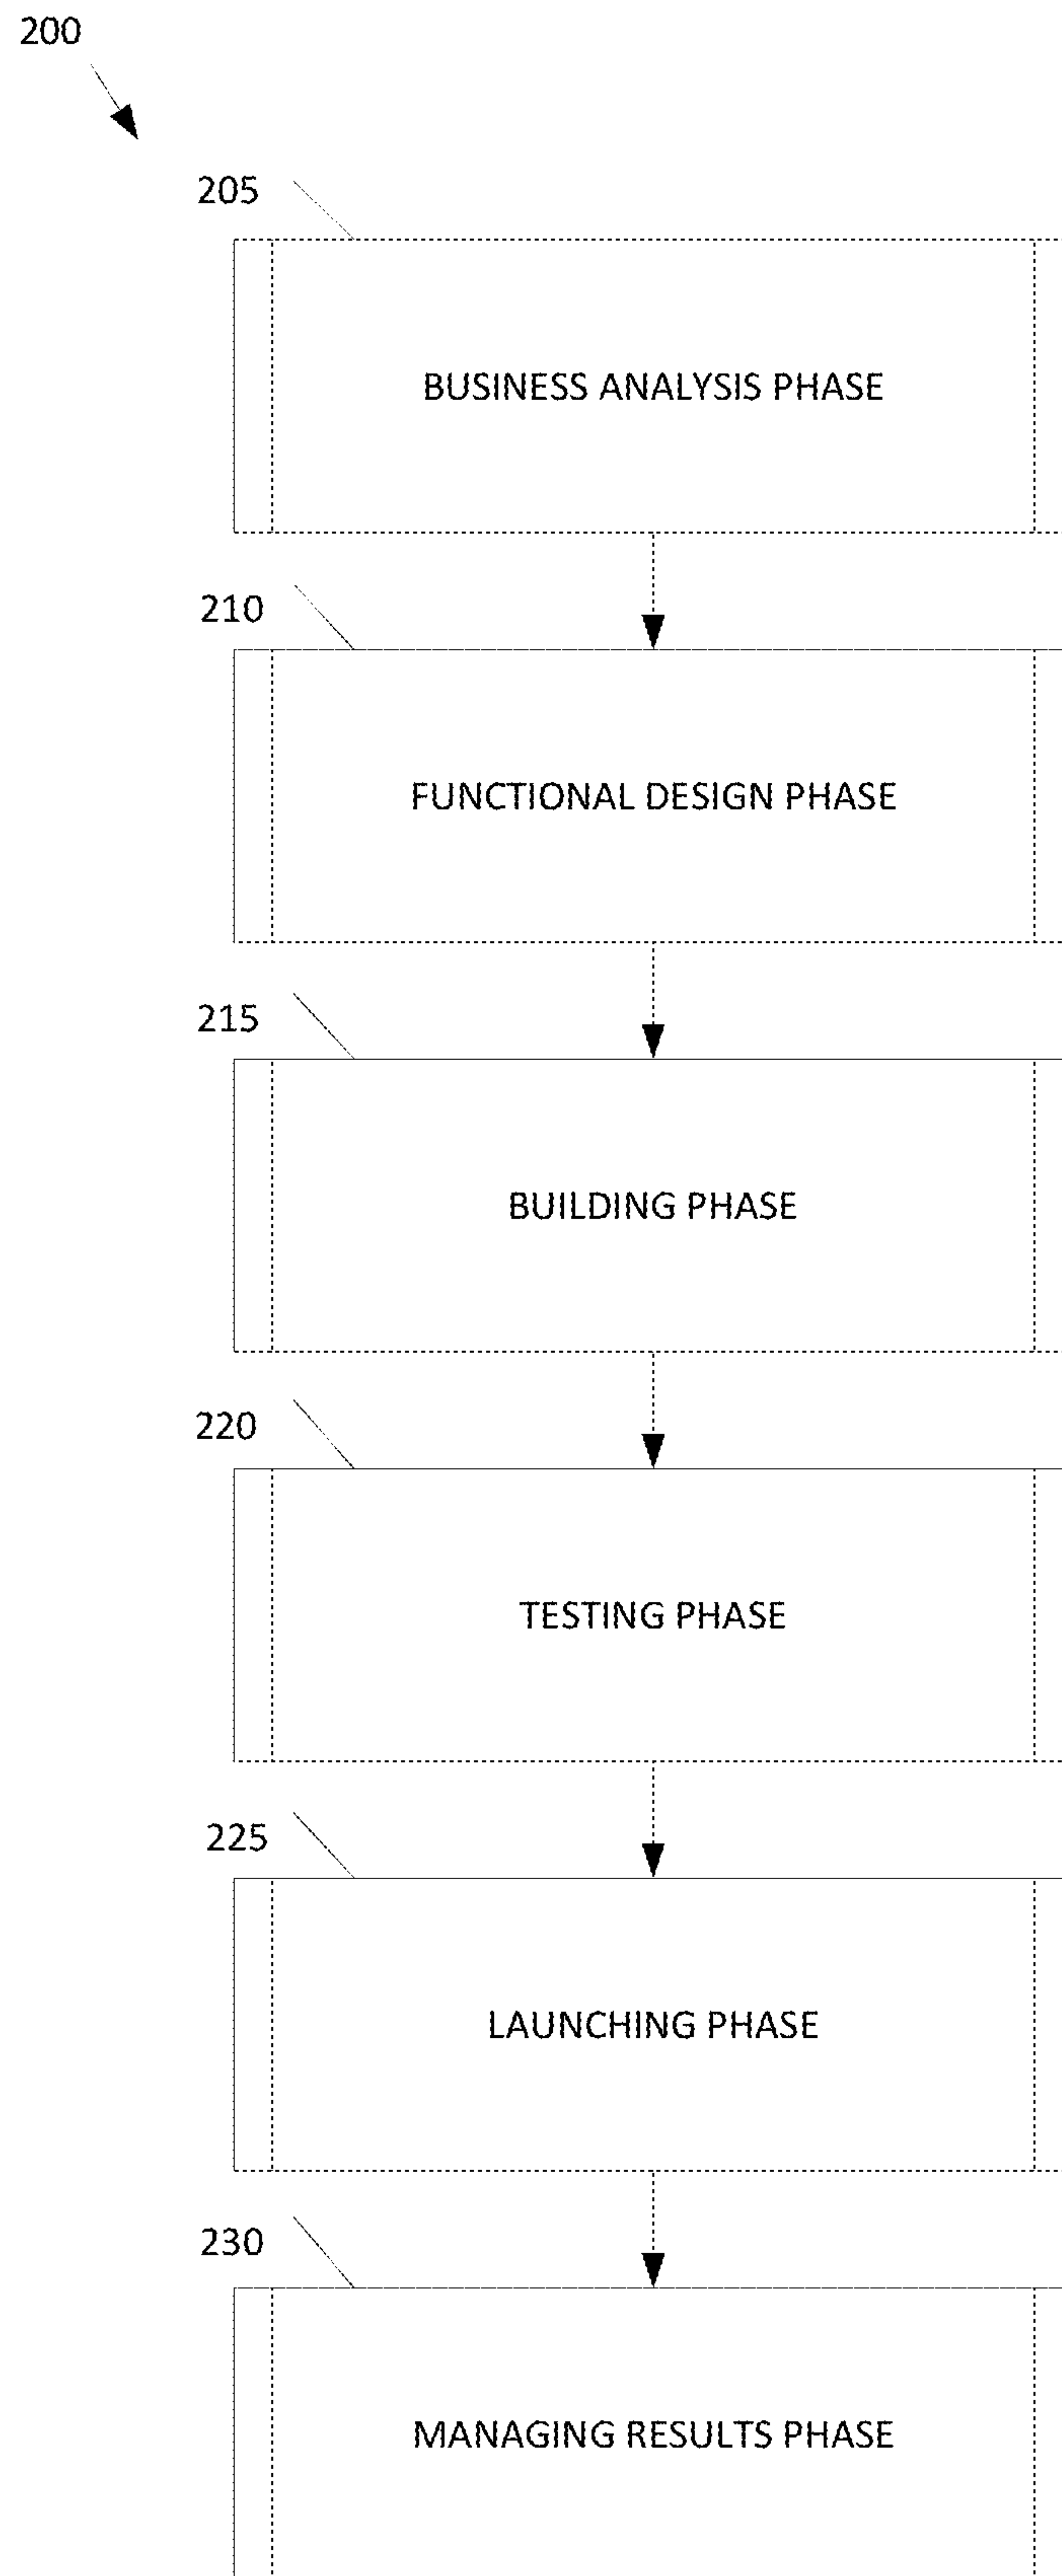 200
205
BUSINESS ANALYSIS PHASE
210
FUNCTIONAL DESIGN PHASE
215
BUILDING PHASE
220
TESTING PHASE
225
LAUNCHING PHASE
230
MANAGING RESULTS PHASE